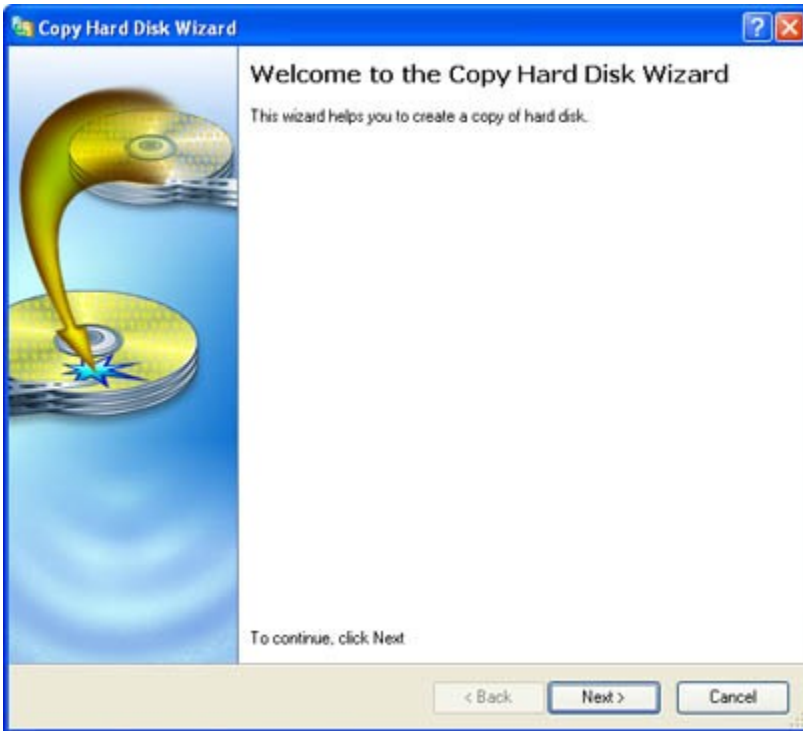 Copy Hard Disk Wizard
Welcome to the Copy Hard Disk Wizard
This wizard helps you to create a copy of hard disk.
To continue, click Next
< Back
Next >
Cancel